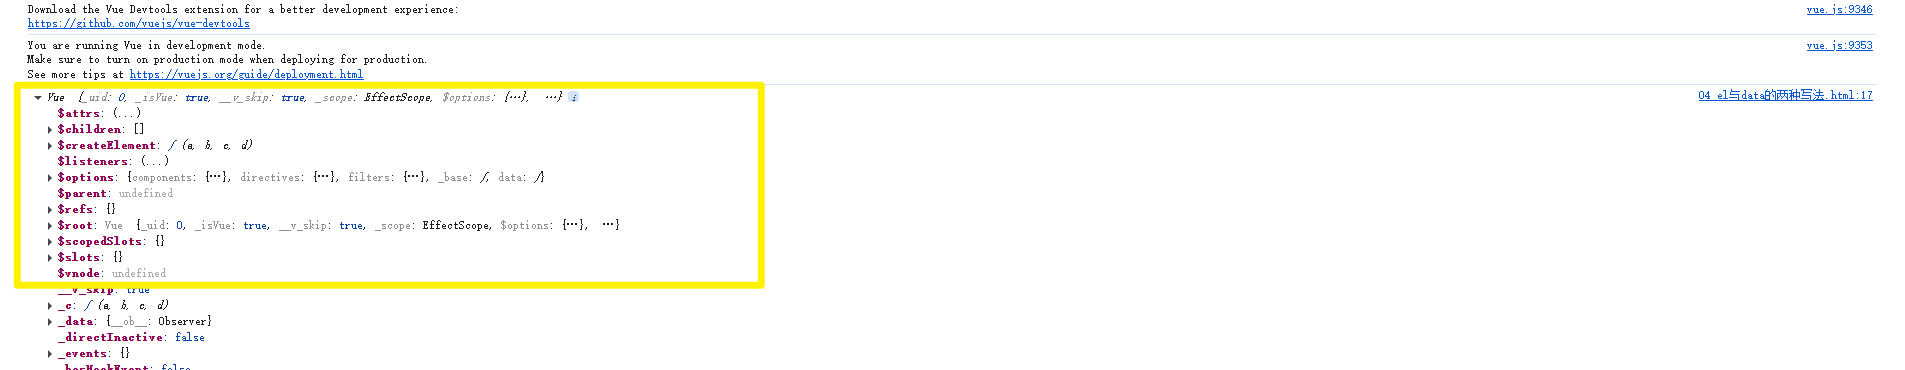 Download the Vue Devtools extension for a better development experience:
https://github.com/vuejs/vue-devtools
vue.js:9346
You are running Vue in development mode.
Make sure to turn on production mode when deploying for production.
See more tips at https://vuejs.org/guide/deployment.html
vue.js:9353
Vue {_uid: 0, _isVue: true, __v_skip: true, _scope: EffectScope, $options: {…}, …} i
04_el与data的两种写法.html:17
$attrs: (...)
$children: []
$createElement: ƒ (a, b, c, d)
$listeners: (...)
$options: {components: {…}, directives: {…}, filters: {…}, _base: ƒ, data: ƒ}
$parent: undefined
$refs: {}
$root: Vue {_uid: 0, _isVue: true, __v_skip: true, _scope: EffectScope, $options: {…}, …}
$scopedSlots: {}
$slots: {}
$vnode: undefined
__v_skip: true
_c: ƒ (a, b, c, d)
_data: {__ob__: Observer}
_directInactive: false
_events: {}
_hasHookEvent: false